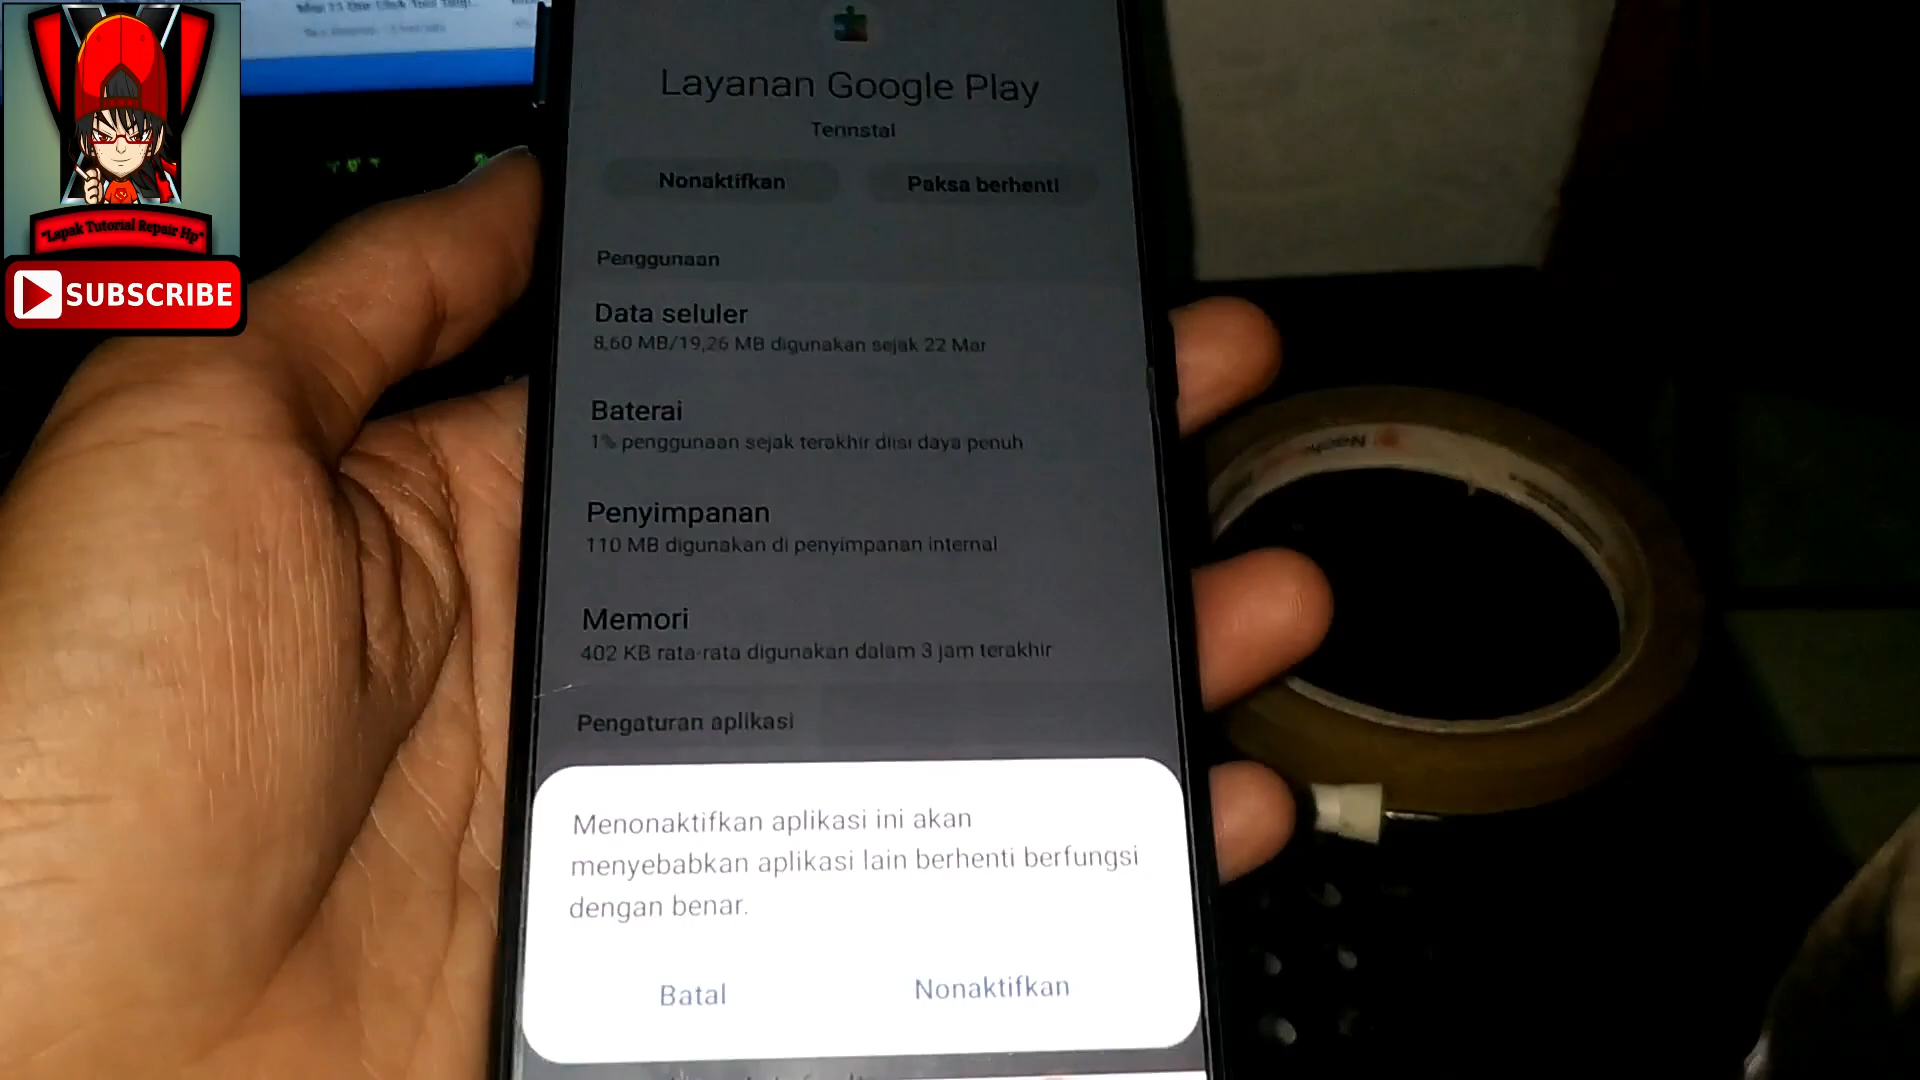 "Lapak Tutorial Repair Hp"
SUBSCRIBE
Layanan Google Play
Terinstal
Nonaktifkan
Paksa berhenti
Penggunaan
Data seluler
8,60 MB/19,26 MB digunakan sejak 22 Mar
Baterai
1% penggunaan sejak terakhir diisi daya penuh
Penyimpanan
110 MB digunakan di penyimpanan internal
Memori
402 KB rata-rata digunakan dalam 3 jam terakhir
Pengaturan aplikasi
Menonaktifkan aplikasi ini akan
menyebabkan aplikasi lain berhenti berfungsi
dengan benar.
Batal
Nonaktifkan